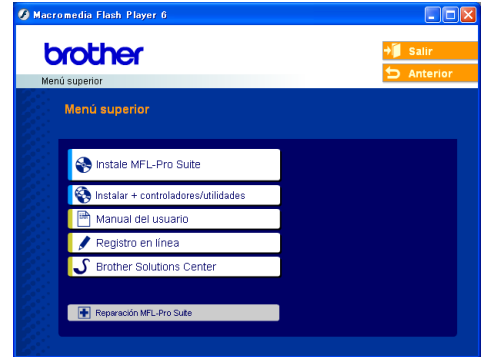 Macromedia Flash Player 6
brother
Salir
Anterior
Menú superior
Menú superior
Instale MFL-Pro Suite
Instalar + controladores/utilidades
Manual del usuario
Registro en línea
Brother Solutions Center
Reparación MFL-Pro Suite